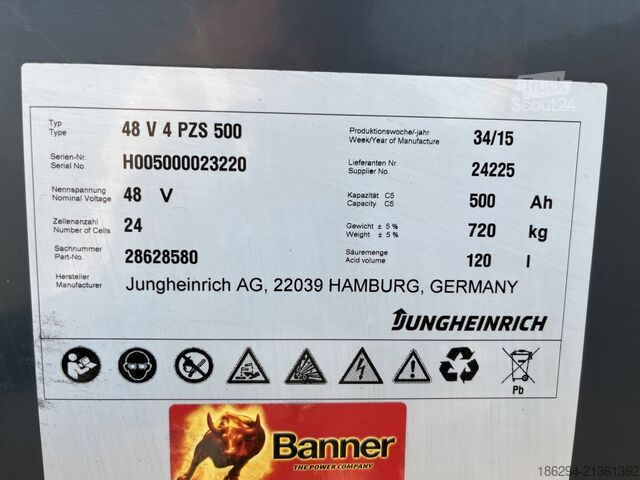 Truck
Scout24
Typ
Type
48 V 4 PZS 500
Produktionswoche/-jahr
Week/Year of Manufacture
34/15
Serien-Nr.
Serial No.
H005000023220
Lieferanten Nr.
Supplier No.
24225
Nennspannung
Nominal Voltage
48 V
Kapazität C5
Capacity C5
500 Ah
Zellenanzahl
Number of Cells
24
Gewicht ± 5 %
Weight ± 5 %
720 kg
Sachnummer
Part-No.
28628580
Säuremenge
Acid volume
120 l
Hersteller
Manufacturer
Jungheinrich AG, 22039 HAMBURG, GERMANY
JUNGHEINRICH
Pb
Banner
THE POWER COMPANY
186294-21361362